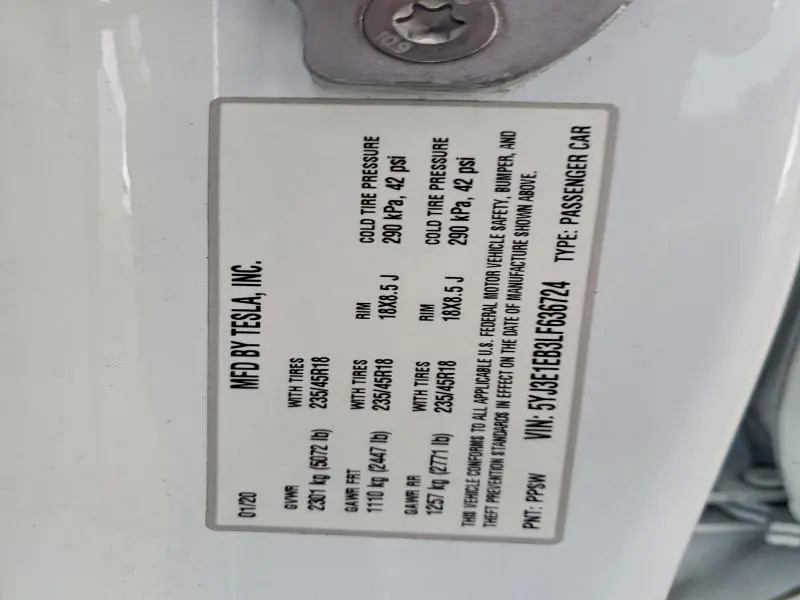 109
MFD BY TESLA, INC.
01/20
GVWR WITH TIRES
2301 kg (5072 lb) 235/45R18
GAWR FRT WITH TIRES RIM COLD TIRE PRESSURE
1110 kg (2447 lb) 235/45R18 18X8.5 J 290 kPa, 42 psi
GAWR RR WITH TIRES RIM COLD TIRE PRESSURE
1257 kg (2771 lb) 235/45R18 18X8.5 J 290 kPa, 42 psi
THIS VEHICLE CONFORMS TO ALL APPLICABLE U.S. FEDERAL MOTOR VEHICLE SAFETY, BUMPER, AND
THEFT PREVENTION STANDARDS IN EFFECT ON THE DATE OF MANUFACTURE SHOWN ABOVE.
PNT: PPSW VIN: 5YJ3E1EB3LF636724 TYPE: PASSENGER CAR